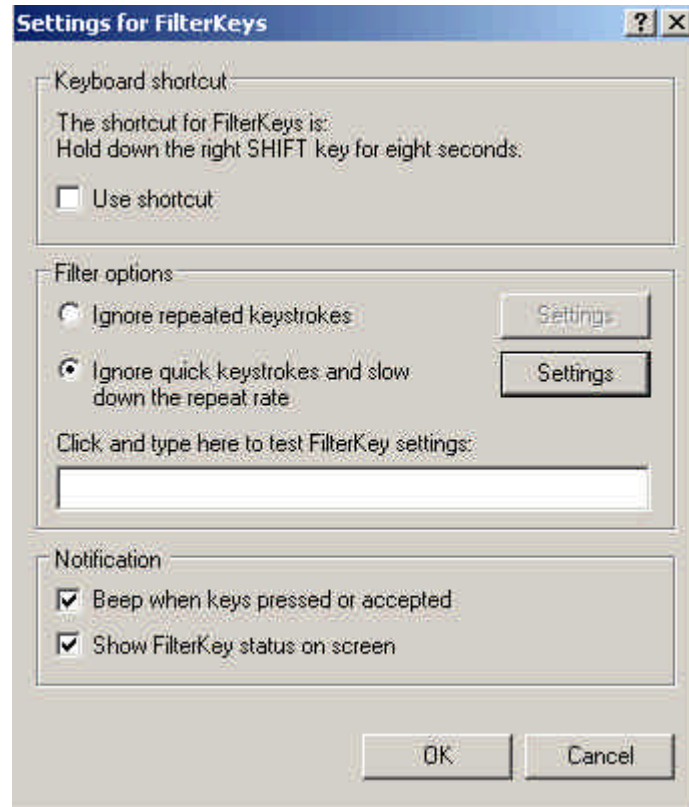 Settings for FilterKeys
Keyboard shortcut
The shortcut for FilterKeys is:
Hold down the right SHIFT key for eight seconds.
Use shortcut
Filter options
Ignore repeated keystrokes
Settings
Ignore quick keystrokes and slow
down the repeat rate
Settings
Click and type here to test FilterKey settings:
Notification
Beep when keys pressed or accepted
Show FilterKey status on screen
OK
Cancel